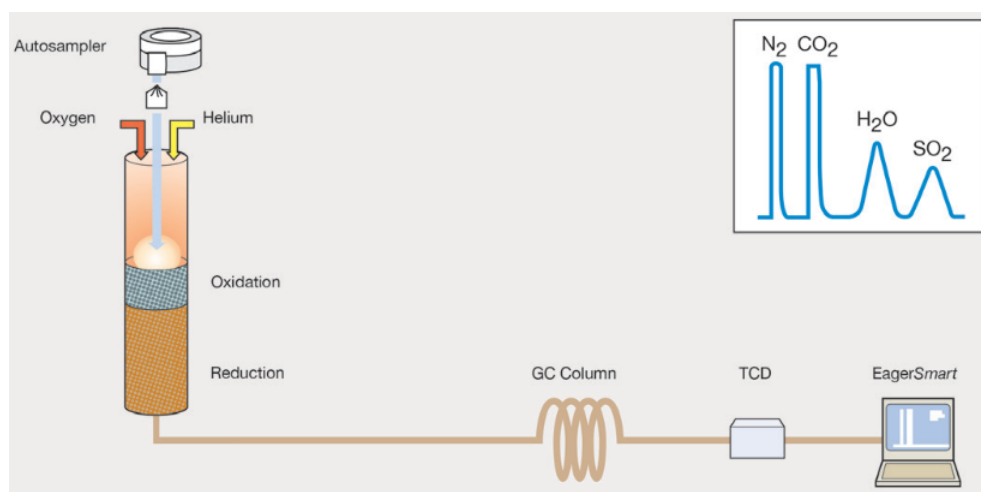 Autosampler
Oxygen
Helium
Oxidation
Reduction
GC Column
TCD
EagerSmart
N₂ CO₂
H₂O
SO₂